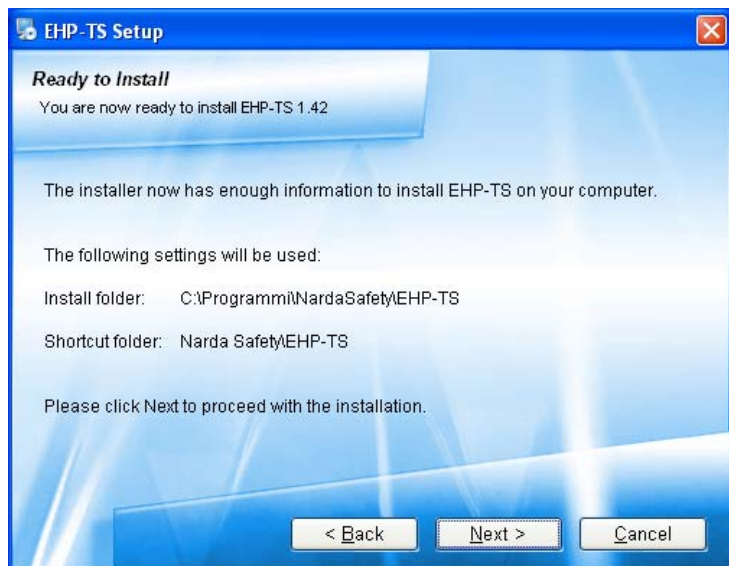 EHP-TS Setup
Ready to Install
You are now ready to install EHP-TS 1.42
The installer now has enough information to install EHP-TS on your computer.
The following settings will be used:
Install folder: C:\Programmi\NardaSafety\EHP-TS
Shortcut folder: Narda Safety\EHP-TS
Please click Next to proceed with the installation.
< Back Next > Cancel